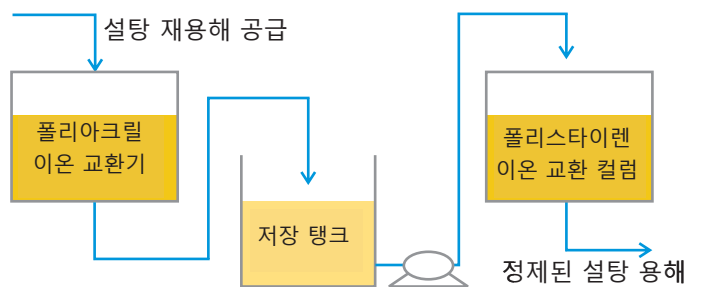 설탕 재용해 공급
폴리아크릴
이온 교환기
저장 탱크
폴리스타이렌
이온 교환 컬럼
정제된 설탕 용해